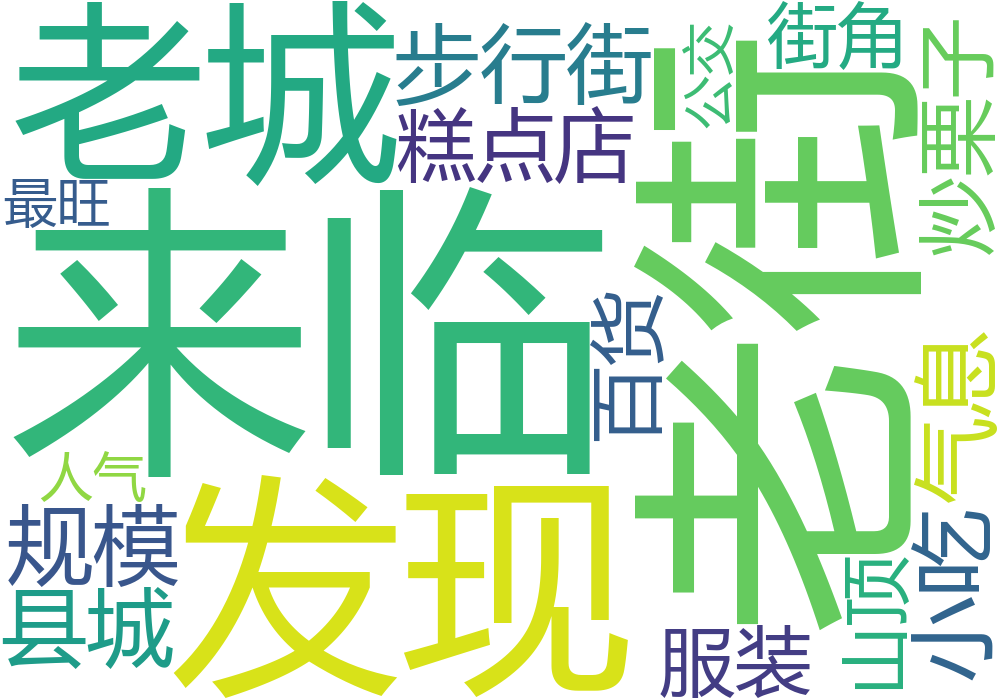 老城
步行街
街角
糕点店
公交
老街
炒栗子
最旺
来临
百货
气息
人气
发现
规模
县城
山顶
小吃
服装